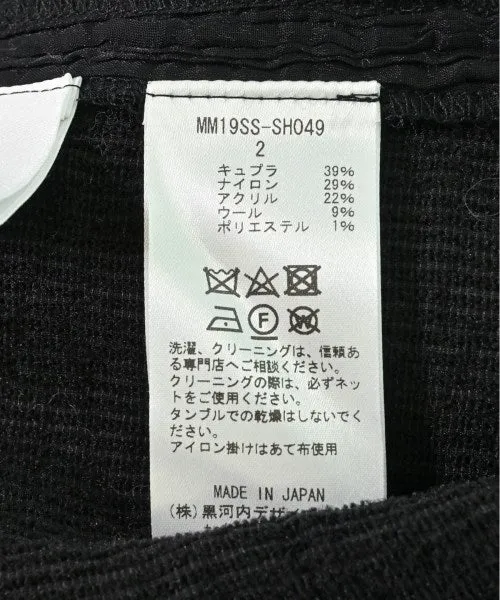 MM19SS-SH049
2
キュプラ 39%
ナイロン 29%
アクリル 22%
ウール 9%
ポリエステル 1%
F W
洗濯、クリーニングは、信頼あ
る専門店へご相談ください。
クリーニングの際は、必ずネッ
トをご使用ください。
タンブルでの乾燥はしないでく
ださい。
アイロン掛けはあて布使用
MADE IN JAPAN
(株)黒河内デザイ